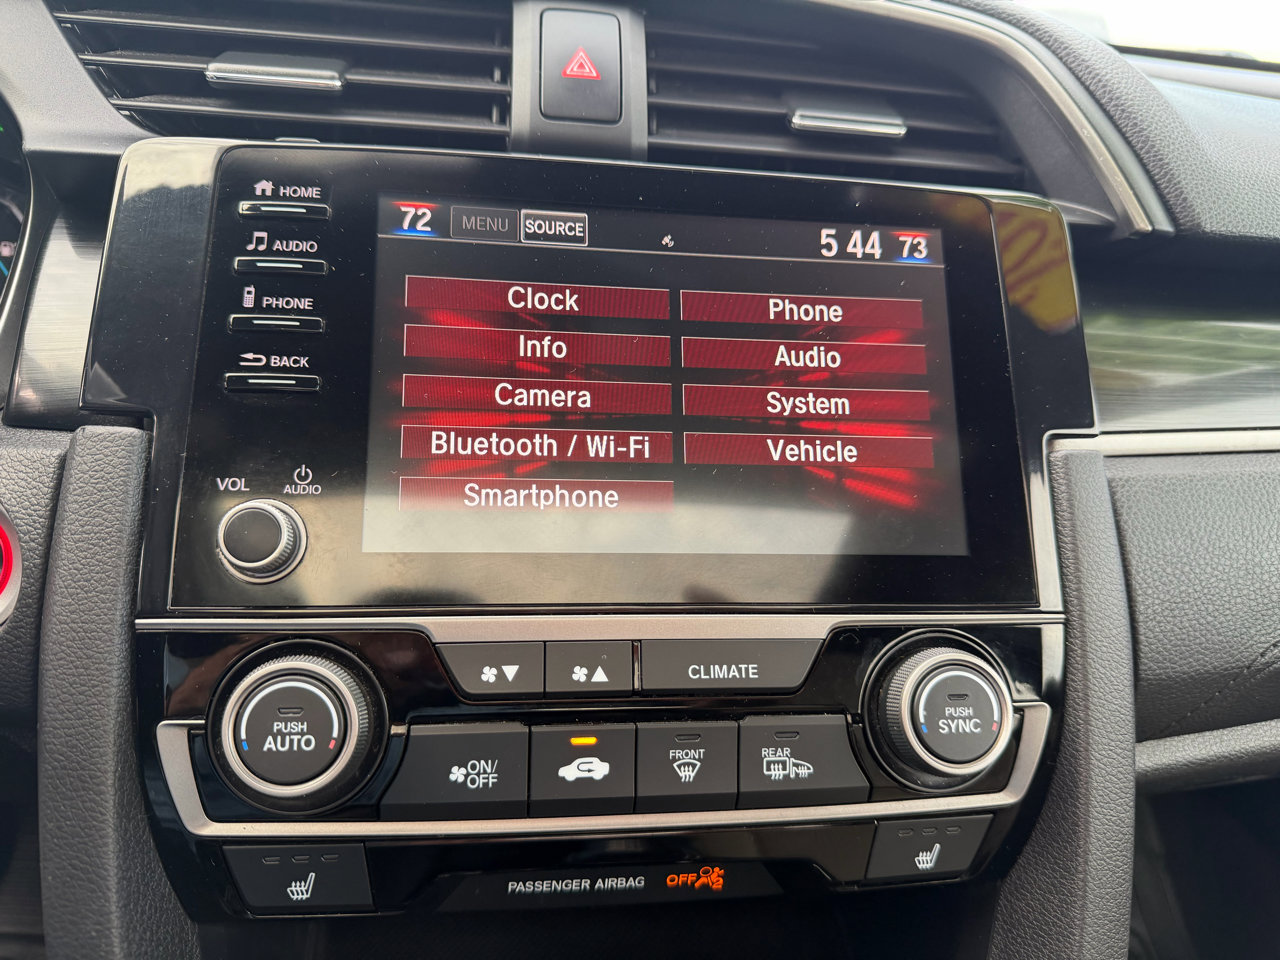 HOME
AUDIO
PHONE
BACK
VOL
AUDIO
72 MENU SOURCE 5 44 73
Clock
Phone
Info
Audio
Camera
System
Bluetooth / Wi-Fi
Vehicle
Smartphone
CLIMATE
PUSH
AUTO
PUSH
SYNC
ON/
OFF
FRONT
REAR
PASSENGER AIRBAG OFF 2